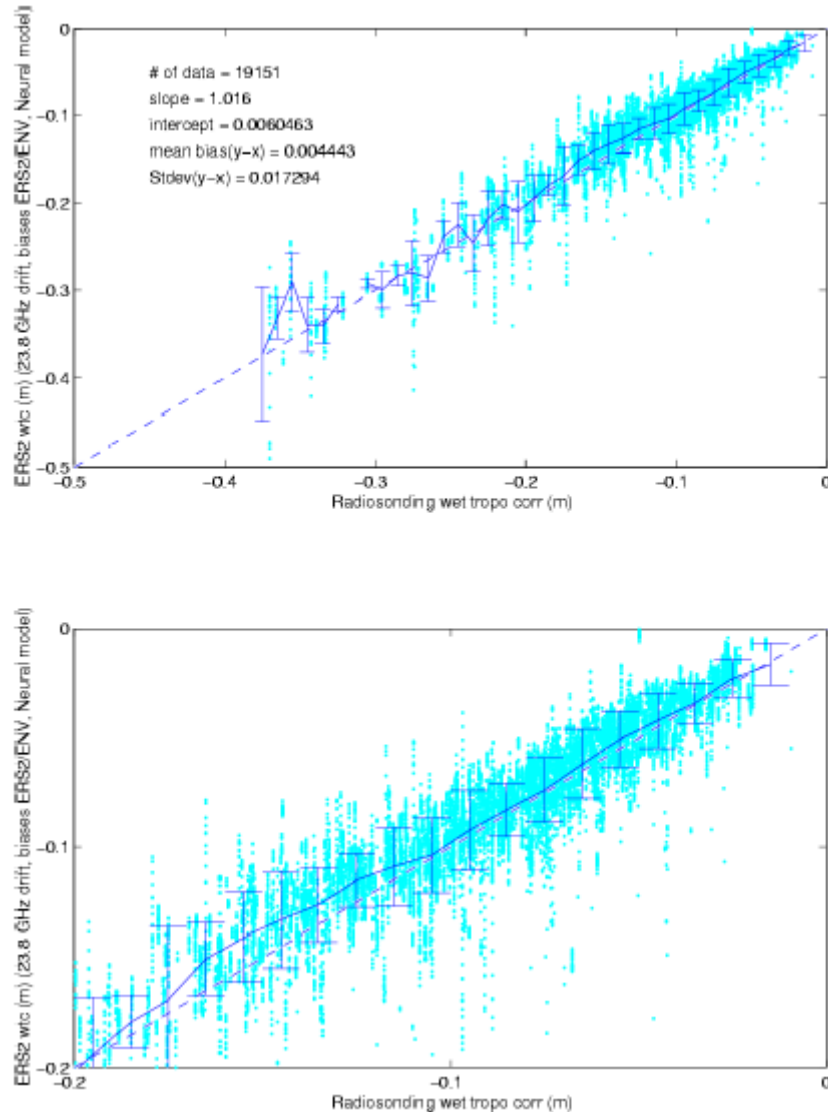 ERS2 wtc (m) (23.8 GHz drift, biases ERS2/ENV, Neural model)
0
-0.1
-0.2
-0.3
-0.4
-0.5
# of data = 19151
slope = 1.016
intercept = 0.0060463
mean bias(y-x) = 0.004443
Stdev(y-x) = 0.017294
-0.5
-0.4
-0.3
-0.2
-0.1
0
Radiosonding wet tropo corr (m)
ERS2 wtc (m) (23.8 GHz drift, biases ERS2/ENV, Neural model)
0
-0.1
-0.2
-0.2
-0.1
0
Radiosonding wet tropo corr (m)